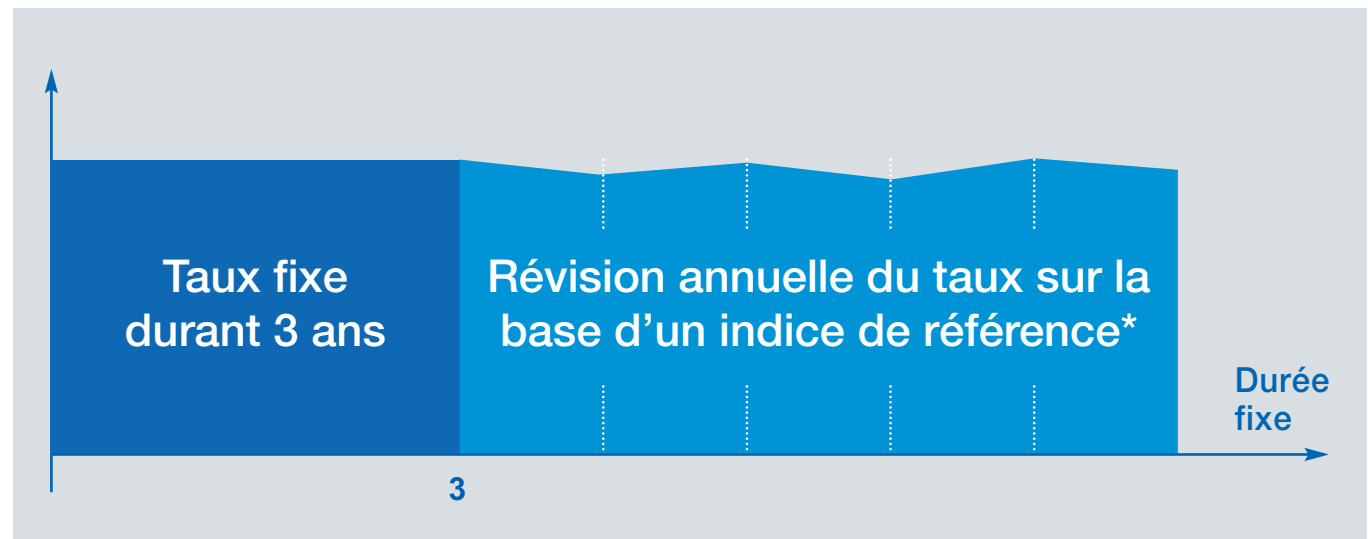 Taux fixe
durant 3 ans
Révision annuelle du taux sur la
base d’un indice de référence*
Durée
fixe
3